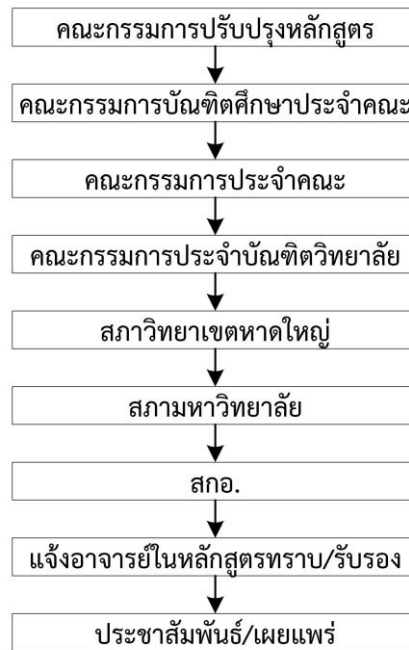 คณะกรรมการปรับปรุงหลักสูตร
คณะกรรมการบัณฑิตศึกษาประจำคณะ
คณะกรรมการประจำคณะ
คณะกรรมการประจำบัณฑิตวิทยาลัย
สภาวิทยาเขตหาดใหญ่
สภามหาวิทยาลัย
สกอ.
แจ้งอาจารย์ในหลักสูตรทราบ/รับรอง
ประชาสัมพันธ์/เผยแพร่